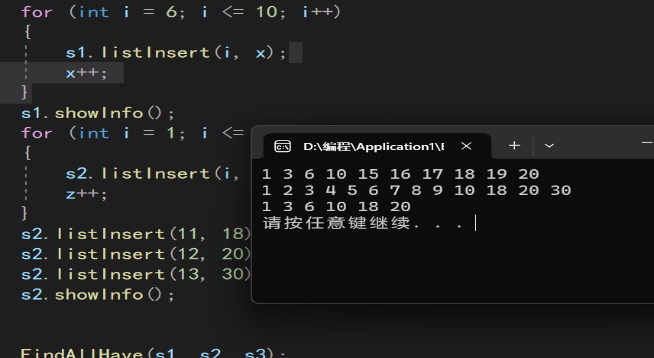 for (int i = 6; i <= 10; i++)
{
s1.listInsert(i, x);
x++;
}
s1.showInfo();
for (int i = 1; i <=
{
s2.listInsert(i,
z++;
}
s2.listInsert(11, 18)
s2.listInsert(12, 20)
s2.listInsert(13, 30)
s2.showInfo();
FindAllHave(s1, s2, s3);
D:\编程\Application1\
1 3 6 10 15 16 17 18 19 20
1 2 3 4 5 6 7 8 9 10 18 20 30
1 3 6 10 18 20
请按任意键继续. . .